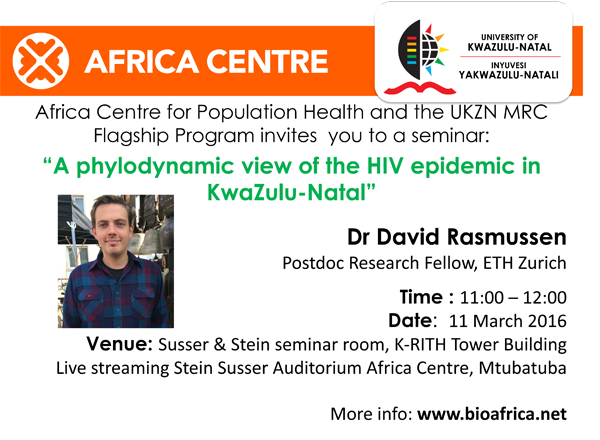 AFRICA CENTRE
UNIVERSITY OF
KWAZULU-NATAL
INYUVESI
YAKWAZULU-NATALI
Africa Centre for Population Health and the UKZN MRC
Flagship Program invites  you to a seminar:
“A phylodynamic view of the HIV epidemic in
KwaZulu-Natal”
Dr David Rasmussen
Postdoc Research Fellow, ETH Zurich
Time : 11:00 – 12:00
Date:  11 March 2016
Venue: Susser & Stein seminar room, K-RITH Tower Building
Live streaming Stein Susser Auditorium Africa Centre, Mtubatuba
More info: www.bioafrica.net